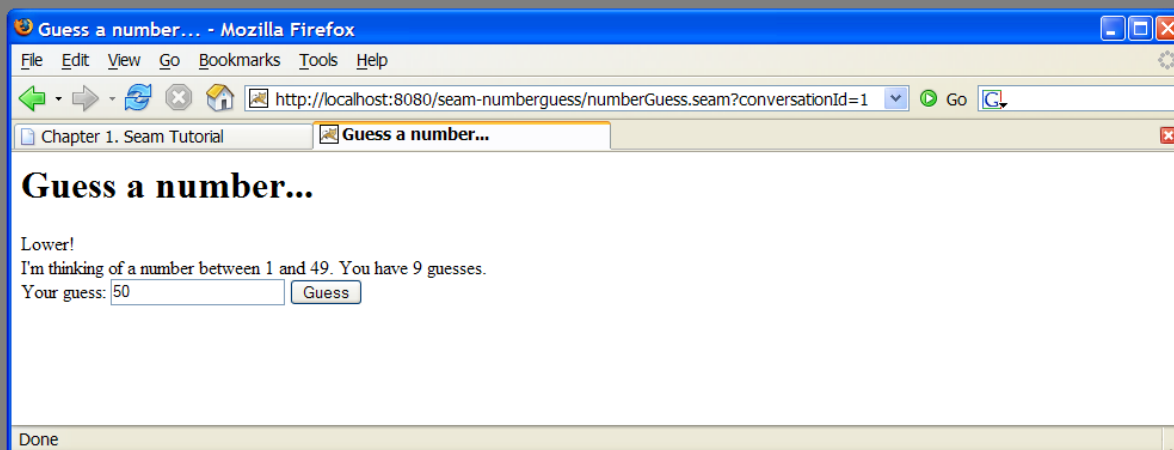 Guess a number... - Mozilla Firefox
File Edit View Go Bookmarks Tools Help
http://localhost:8080/seam-numberguess/numberGuess.seam?conversationId=1 Go G
Chapter 1. Seam Tutorial Guess a number...
Guess a number...
Lower!
I'm thinking of a number between 1 and 49. You have 9 guesses.
Your guess: 50 Guess
Done